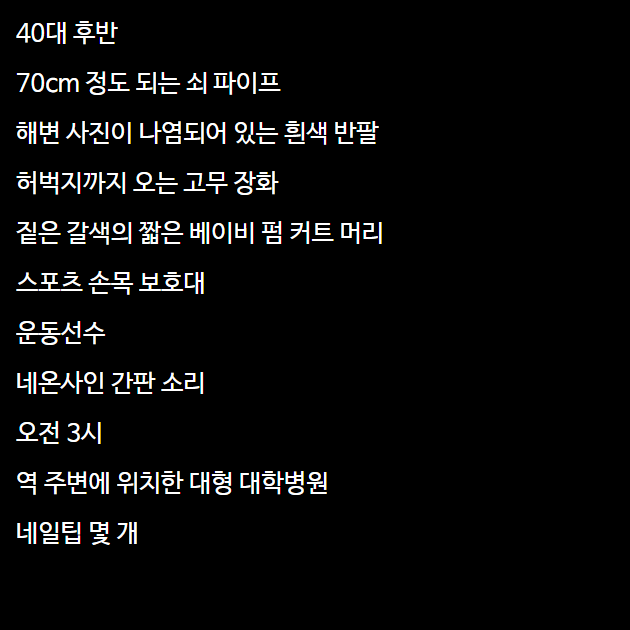 40대 후반
70cm 정도 되는 쇠 파이프
해변 사진이 나염되어 있는 흰색 반팔
허벅지까지 오는 고무 장화
짙은 갈색의 짧은 베이비 펌 커트 머리
스포츠 손목 보호대
운동선수
네온사인 간판 소리
오전 3시
역 주변에 위치한 대형 대학병원
네일팁 몇 개